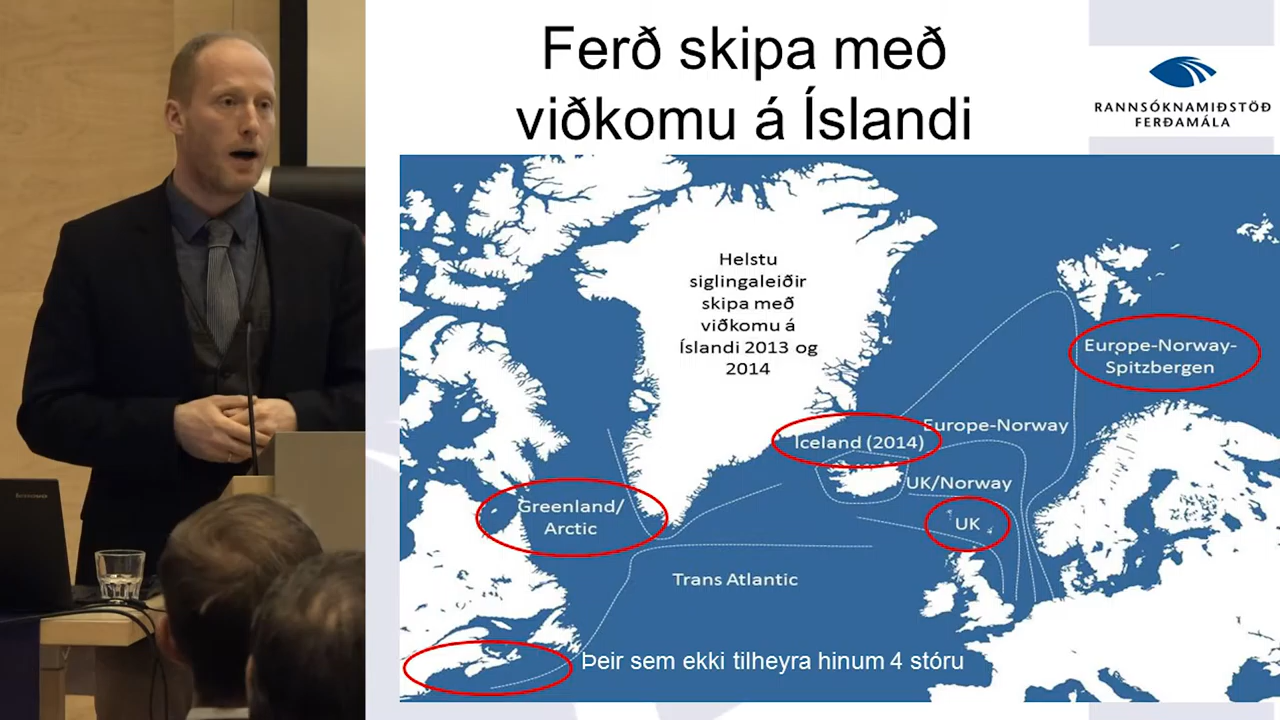 Ferð skipa með
viðkomu á Íslandi
RANNSÓKNAMIÐSTÖÐ
FERÐAMÁLA
Helstu
siglingaleiðir
skipa með
viðkomu á
Íslandi 2013 og
2014
Europe-Norway-
Spitzbergen
Europe-Norway
Iceland (2014)
UK/Norway
Greenland/
Arctic
UK
Trans Atlantic
Þeir sem ekki tilheyra hinum 4 stóru